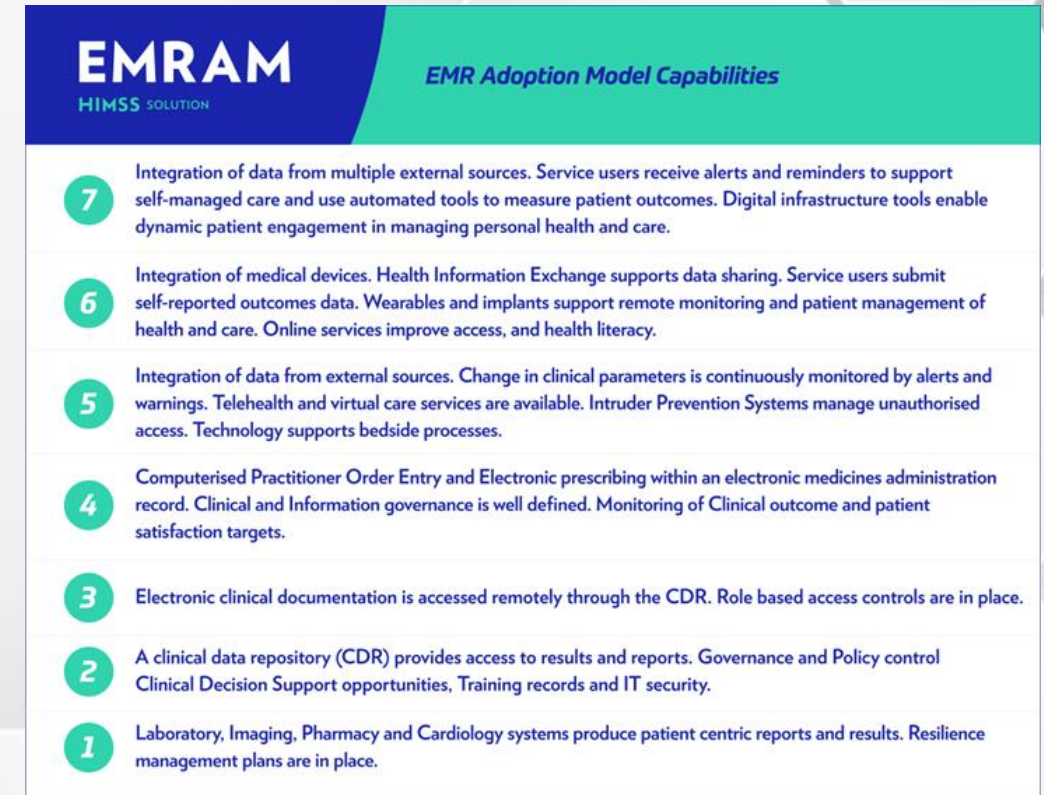 EMRAM
HIMSS SOLUTION
EMR Adoption Model Capabilities
7
Integration of data from multiple external sources. Service users receive alerts and reminders to support
self-managed care and use automated tools to measure patient outcomes. Digital infrastructure tools enable
dynamic patient engagement in managing personal health and care.
6
Integration of medical devices. Health Information Exchange supports data sharing. Service users submit
self-reported outcomes data. Wearables and implants support remote monitoring and patient management of
health and care. Online services improve access, and health literacy.
5
Integration of data from external sources. Change in clinical parameters is continuously monitored by alerts and
warnings. Telehealth and virtual care services are available. Intruder Prevention Systems manage unauthorised
access. Technology supports bedside processes.
4
Computerised Practitioner Order Entry and Electronic prescribing within an electronic medicines administration
record. Clinical and Information governance is well defined. Monitoring of Clinical outcome and patient
satisfaction targets.
3
Electronic clinical documentation is accessed remotely through the CDR. Role based access controls are in place.
2
A clinical data repository (CDR) provides access to results and reports. Governance and Policy control
Clinical Decision Support opportunities, Training records and IT security.
1
Laboratory, Imaging, Pharmacy and Cardiology systems produce patient centric reports and results. Resilience
management plans are in place.